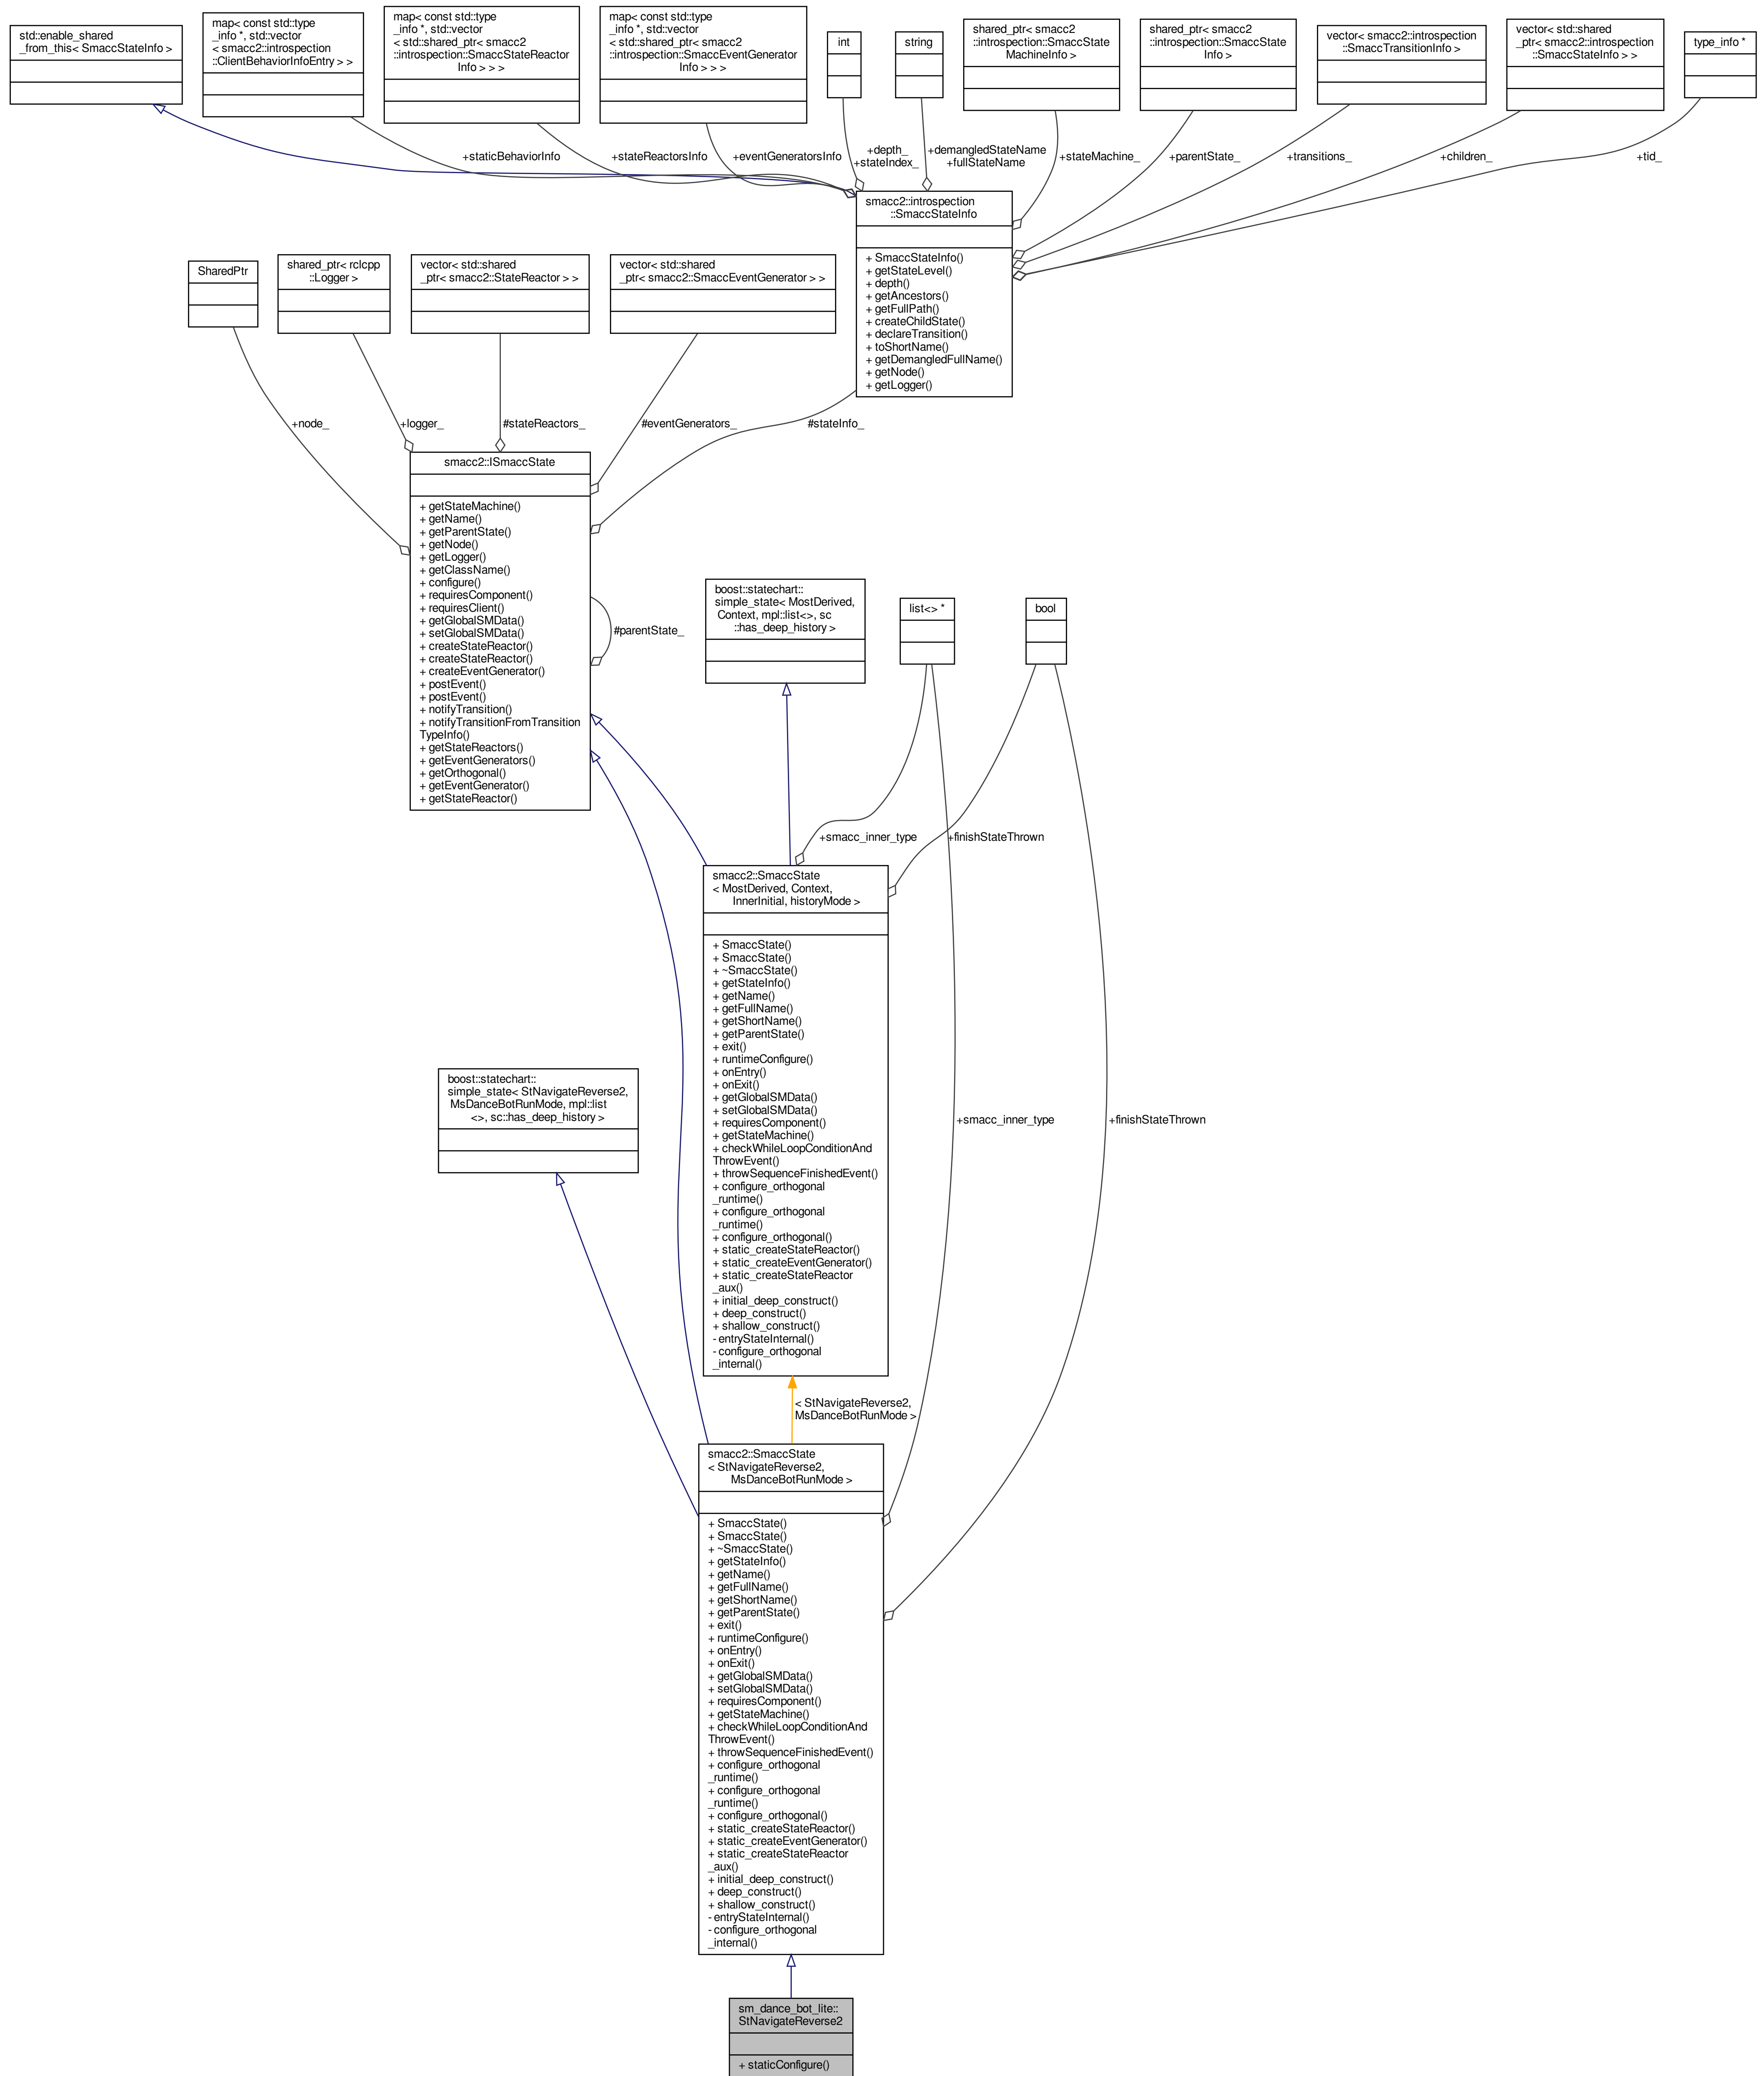 std::enable_shared
_from_this< SmaccStateInfo >
map< const std::type
_info *, std::vector
< smacc2::introspection
::ClientBehaviorInfoEntry > >
map< const std::type
_info *, std::vector
< std::shared_ptr< smacc2
::introspection::SmaccStateReactor
Info > > >
map< const std::type
_info *, std::vector
< std::shared_ptr< smacc2
::introspection::SmaccEventGenerator
Info > > >
int
string
shared_ptr< smacc2
::introspection::SmaccState
MachineInfo >
shared_ptr< smacc2
::introspection::SmaccState
Info >
vector< smacc2::introspection
::SmaccTransitionInfo >
vector< std::shared
_ptr< smacc2::introspection
::SmaccStateInfo > >
type_info *
+staticBehaviorInfo
+stateReactorsInfo
+eventGeneratorsInfo
+depth_
+stateIndex_
+demangledStateName
+fullStateName
+stateMachine_
+parentState_
+transitions_
+children_
+tid_
smacc2::introspection
::SmaccStateInfo
+ SmaccStateInfo()
+ getStateLevel()
+ depth()
+ getAncestors()
+ getFullPath()
+ createChildState()
+ declareTransition()
+ toShortName()
+ getDemangledFullName()
+ getNode()
+ getLogger()
SharedPtr
shared_ptr< rclcpp
::Logger >
vector< std::shared
_ptr< smacc2::StateReactor > >
vector< std::shared
_ptr< smacc2::SmaccEventGenerator > >
+node_
+logger_
#stateReactors_
#eventGenerators_
#stateInfo_
smacc2::ISmaccState
+ getStateMachine()
+ getName()
+ getParentState()
+ getNode()
+ getLogger()
+ getClassName()
+ configure()
+ requiresComponent()
+ requiresClient()
+ getGlobalSMData()
+ setGlobalSMData()
+ createStateReactor()
+ createStateReactor()
+ createEventGenerator()
+ postEvent()
+ postEvent()
+ notifyTransition()
+ notifyTransitionFromTransition
TypeInfo()
+ getStateReactors()
+ getEventGenerators()
+ getOrthogonal()
+ getEventGenerator()
+ getStateReactor()
#parentState_
boost::statechart::
simple_state< MostDerived,
Context, mpl::list<>, sc
::has_deep_history >
list<> *
bool
+smacc_inner_type
+finishStateThrown
smacc2::SmaccState
< MostDerived, Context,
InnerInitial, historyMode >
+ SmaccState()
+ SmaccState()
+ ~SmaccState()
+ getStateInfo()
+ getName()
+ getFullName()
+ getShortName()
+ getParentState()
+ exit()
+ runtimeConfigure()
+ onEntry()
+ onExit()
+ getGlobalSMData()
+ setGlobalSMData()
+ requiresComponent()
+ getStateMachine()
+ checkWhileLoopConditionAnd
ThrowEvent()
+ throwSequenceFinishedEvent()
+ configure_orthogonal
_runtime()
+ configure_orthogonal
_runtime()
+ configure_orthogonal()
+ static_createStateReactor()
+ static_createEventGenerator()
+ static_createStateReactor
_aux()
+ initial_deep_construct()
+ deep_construct()
+ shallow_construct()
- entryStateInternal()
- configure_orthogonal
_internal()
boost::statechart::
simple_state< StNavigateReverse2,
MsDanceBotRunMode, mpl::list
<>, sc::has_deep_history >
+smacc_inner_type
+finishStateThrown
< StNavigateReverse2,
MsDanceBotRunMode >
smacc2::SmaccState
< StNavigateReverse2,
MsDanceBotRunMode >
+ SmaccState()
+ SmaccState()
+ ~SmaccState()
+ getStateInfo()
+ getName()
+ getFullName()
+ getShortName()
+ getParentState()
+ exit()
+ runtimeConfigure()
+ onEntry()
+ onExit()
+ getGlobalSMData()
+ setGlobalSMData()
+ requiresComponent()
+ getStateMachine()
+ checkWhileLoopConditionAnd
ThrowEvent()
+ throwSequenceFinishedEvent()
+ configure_orthogonal
_runtime()
+ configure_orthogonal
_runtime()
+ configure_orthogonal()
+ static_createStateReactor()
+ static_createEventGenerator()
+ static_createStateReactor
_aux()
+ initial_deep_construct()
+ deep_construct()
+ shallow_construct()
- entryStateInternal()
- configure_orthogonal
_internal()
sm_dance_bot_lite::
StNavigateReverse2
+ staticConfigure()